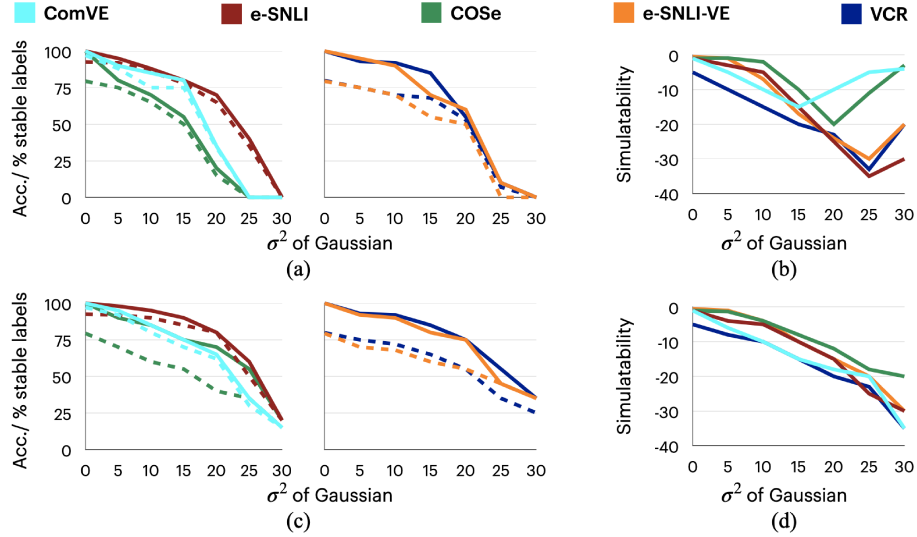 ComVE e-SNLI COSe e-SNLI-VE VCR
Acc./ % stable labels
100
75
50
25
0
0 5 10 15 20 25 30
0 5 10 15 20 25 30
σ² of Gaussian
(a)
Simulatability
0
-10
-20
-30
-40
0 5 10 15 20 25 30
σ² of Gaussian
(b)
Acc./ % stable labels
100
75
50
25
0
0 5 10 15 20 25 30
0 5 10 15 20 25 30
σ² of Gaussian
(c)
Simulatability
0
-10
-20
-30
-40
0 5 10 15 20 25 30
σ² of Gaussian
(d)